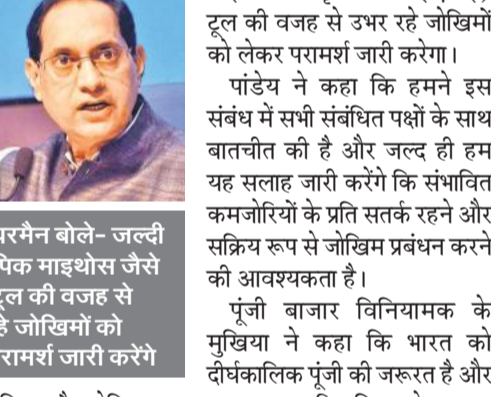 टूल की वजह से उभर रहे जोखिमों
को लेकर परामर्श जारी करेगा।
पांडेय ने कहा कि हमने इस
संबंध में सभी संबंधित पक्षों के साथ
बातचीत की है और जल्द ही हम
यह सलाह जारी करेंगे कि संभावित
कमजोरियों के प्रति सतर्क रहने और
सक्रिय रूप से जोखिम प्रबंधन करने
की आवश्यकता है।
पूंजी बाजार विनियामक के
मुखिया ने कहा कि भारत को
दीर्घकालिक पूंजी की जरूरत है और
बोले- जल्दी
माइथोस जैसे
की वजह से
जोखिमों को
जारी करेंगे